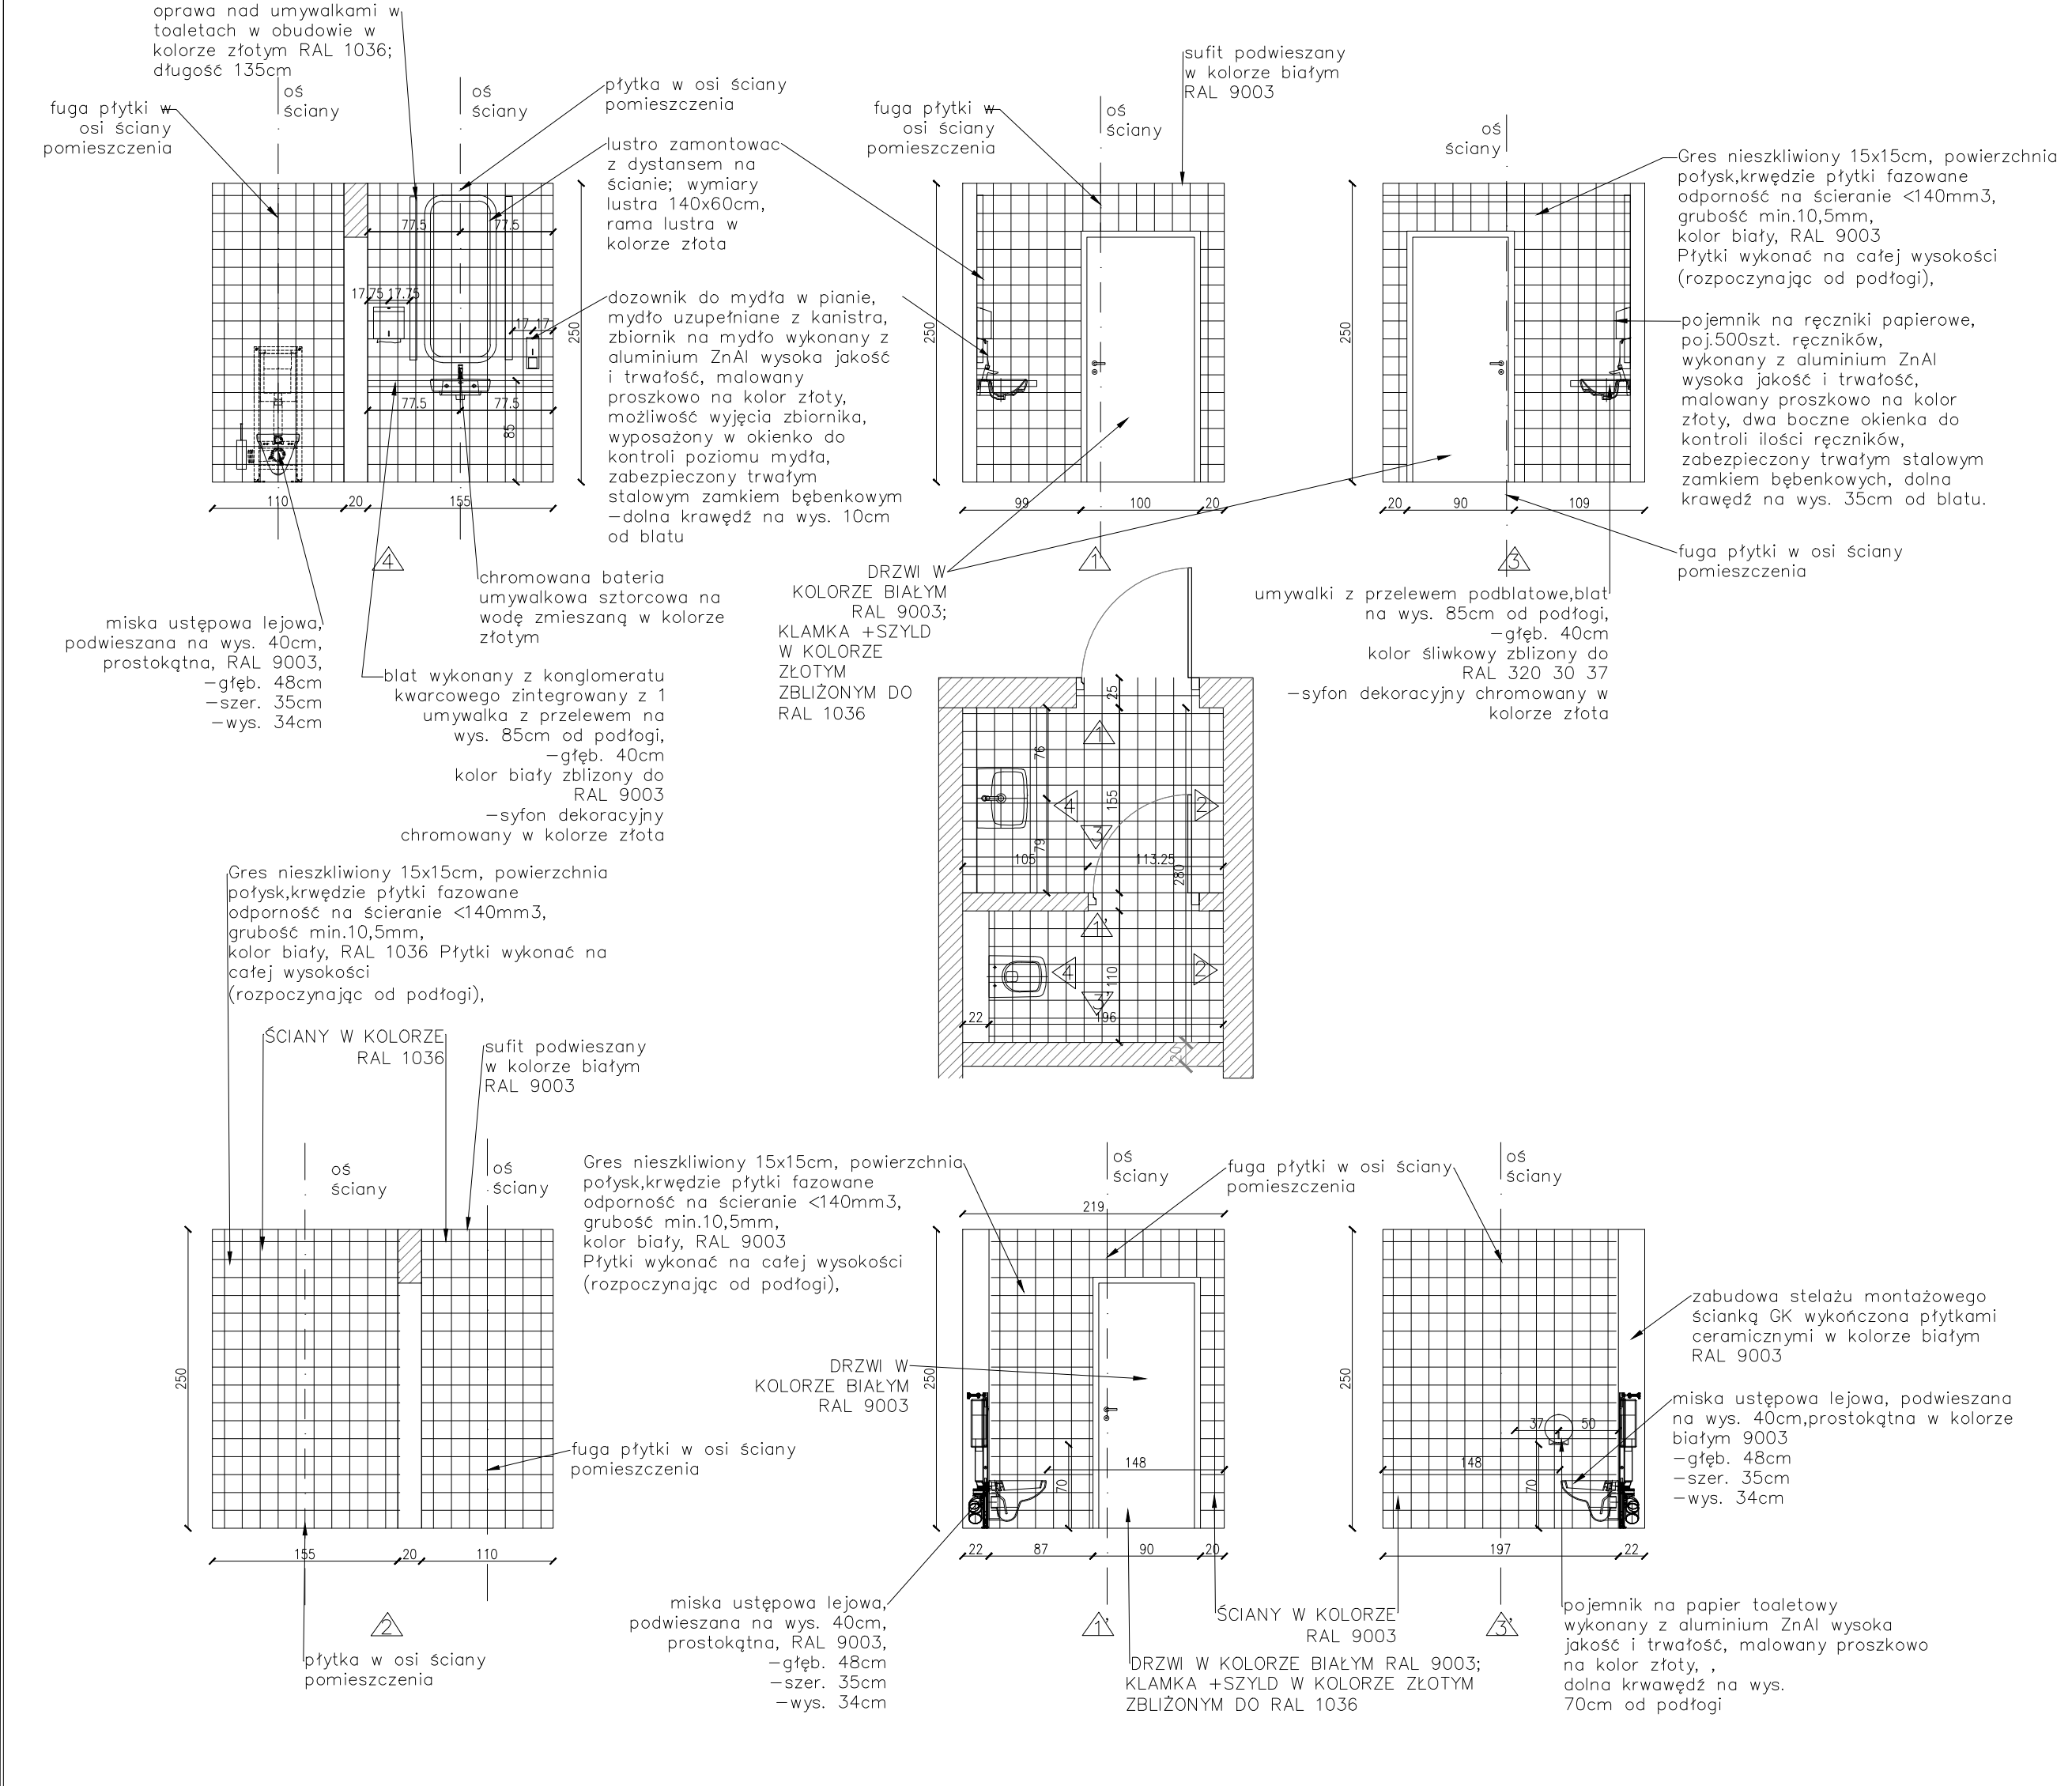 oprawa nad umywalkami w
toaletach w obudowie w
kolorze złotym RAL 1036;
długość 135cm
fuga płytki w
osi ściany
pomieszczenia
oś
ściany
oś
ściany
płytka w osi ściany
pomieszczenia
lustro zamontowac
z dystansem na
ścianie; wymiary
lustra 140x60cm,
rama lustra w
kolorze złota
dozownik do mydła w pianie,
mydło uzupełniane z kanistra,
zbiornik na mydło wykonany z
aluminium ZnAl wysoka jakość
i trwałość, malowany
proszkowo na kolor złoty,
możliwość wyjęcia zbiornika,
wyposażony w okienko do
kontroli poziomu mydła,
zabezpieczony trwałym
stalowym zamkiem bębenkowym
-dolna krawędź na wys. 10cm
od blatu
77.5
77.5
17.75
17.75
17
17
250
77.5
77.5
85
110
20
155
4
miska ustępowa lejowa,
podwieszana na wys. 40cm,
prostokątna, RAL 9003,
-głęb. 48cm
-szer. 35cm
-wys. 34cm
chromowana bateria
umywalkowa sztorcowa na
wodę zmieszaną w kolorze
złotym
blat wykonany z konglomeratu
kwarcowego zintegrowany z 1
umywalka z przelewem na
wys. 85cm od podłogi,
-głęb. 40cm
kolor biały zblizony do
RAL 9003
-syfon dekoracyjny
chromowany w kolorze złota
fuga płytki w
osi ściany
pomieszczenia
oś
ściany
sufit podwieszany
w kolorze białym
RAL 9003
250
99
100
20
1
DRZWI W
KOLORZE BIAŁYM
RAL 9003;
KLAMKA +SZYLD
W KOLORZE
ZŁOTYM
ZBLIŻONYM DO
RAL 1036
oś
ściany
250
20
90
109
3
Gres nieszkliwiony 15x15cm, powierzchnia
połysk,krwędzie płytki fazowane
odporność na ścieranie <140mm3,
grubość min.10,5mm,
kolor biały, RAL 9003
Płytki wykonać na całej wysokości
(rozpoczynając od podłogi),
pojemnik na ręczniki papierowe,
poj.500szt. ręczników,
wykonany z aluminium ZnAl
wysoka jakość i trwałość,
malowany proszkowo na kolor
złoty, dwa boczne okienka do
kontroli ilości ręczników,
zabezpieczony trwałym stalowym
zamkiem bębenkowych, dolna
krawędź na wys. 35cm od blatu.
fuga płytki w osi ściany
pomieszczenia
umywalki z przelewem podblatowe,blat
na wys. 85cm od podłogi,
-głęb. 40cm
kolor śliwkowy zblizony do
RAL 320 30 37
-syfon dekoracyjny chromowany w
kolorze złota
25
1
76
4
155
2
3
79
105
113.25
280
1'
4
110
2
3'
22
196
20
Gres nieszkliwiony 15x15cm, powierzchnia
połysk,krwędzie płytki fazowane
odporność na ścieranie <140mm3,
grubość min.10,5mm,
kolor biały, RAL 1036 Płytki wykonać na
całej wysokości
(rozpoczynając od podłogi),
ŚCIANY W KOLORZE
RAL 1036
sufit podwieszany
w kolorze białym
RAL 9003
oś
ściany
oś
ściany
250
155
20
110
2
fuga płytki w osi ściany
pomieszczenia
płytka w osi ściany
pomieszczenia
Gres nieszkliwiony 15x15cm, powierzchnia
połysk,krwędzie płytki fazowane
odporność na ścieranie <140mm3,
grubość min.10,5mm,
kolor biały, RAL 9003
Płytki wykonać na całej wysokości
(rozpoczynając od podłogi),
oś
ściany
fuga płytki w osi ściany
pomieszczenia
219
DRZWI W
KOLORZE BIAŁYM
RAL 9003
250
148
70
22
87
90
20
1'
miska ustępowa lejowa,
podwieszana na wys. 40cm,
prostokątna, RAL 9003,
-głęb. 48cm
-szer. 35cm
-wys. 34cm
ŚCIANY W KOLORZE
RAL 9003
DRZWI W KOLORZE BIAŁYM RAL 9003;
KLAMKA +SZYLD W KOLORZE ZŁOTYM
ZBLIŻONYM DO RAL 1036
oś
ściany
250
37
50
148
70
197
22
3'
zabudowa stelażu montażowego
ścianką GK wykończona płytkami
ceramicznymi w kolorze białym
RAL 9003
miska ustępowa lejowa, podwieszana
na wys. 40cm,prostokątna w kolorze
białym 9003
-głęb. 48cm
-szer. 35cm
-wys. 34cm
pojemnik na papier toaletowy
wykonany z aluminium ZnAl wysoka
jakość i trwałość, malowany proszkowo
na kolor złoty, ,
dolna krwawędź na wys.
70cm od podłogi